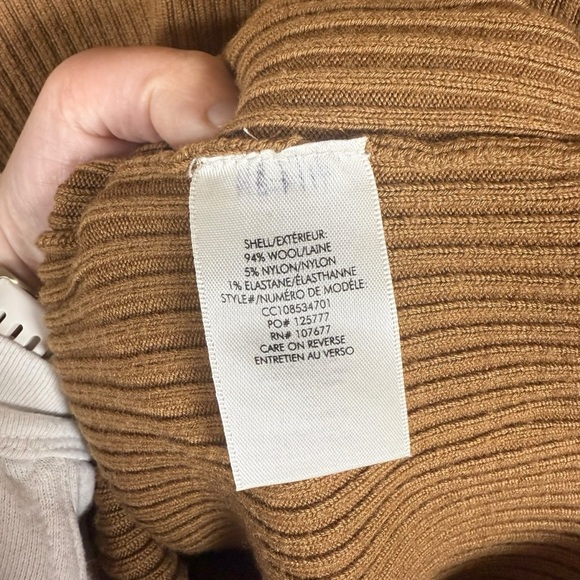 SHELL/EXTÉRIEUR:
94% WOOL/LAINE
5% NYLON/NYLON
1% ELASTANE/ÉLASTHANNE
STYLE#/NUMÉRO DE MODÈLE:
CC108534701
PO# 125777
RN# 107677
CARE ON REVERSE
ENTRETIEN AU VERSO